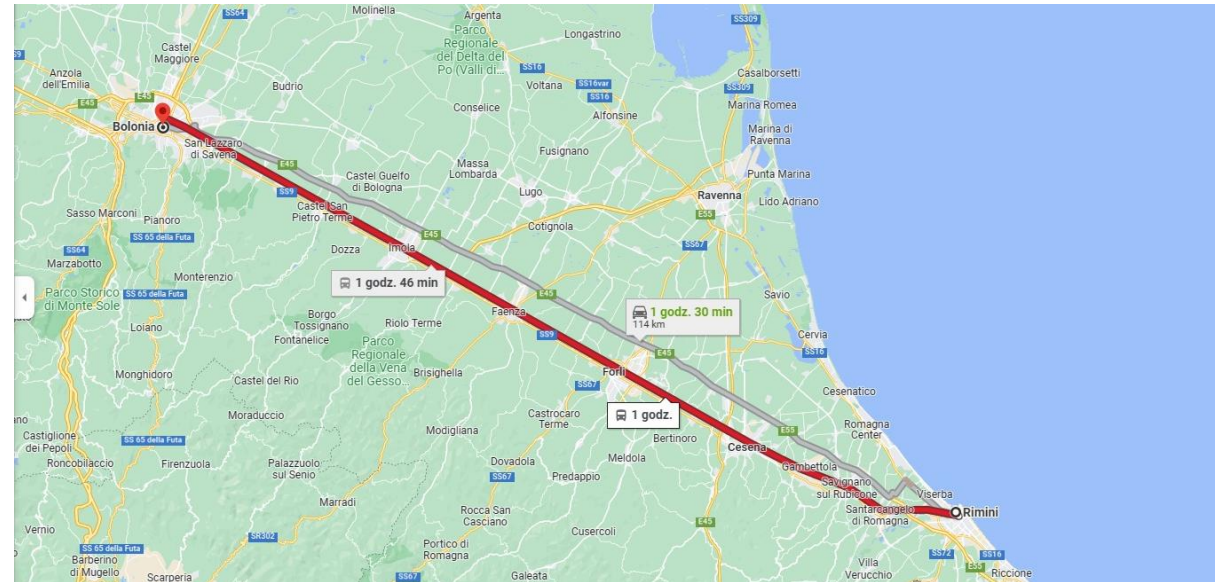 SS64
Molinella
Argenta
SS309
Parco
Regionale
del Delta del
Po (Valli di...
Longastrino
Castel
Maggiore
SS9
Anzola
dell'Emilia
E45
E45
Budrio
SS16
Voltana
SS16var
SS16
Casalborsetti
SS309
Conselice
Alfonsine
Marina Romea
Bolonia
San Lazzaro
di Savena
Marina di
Ravenna
Fusignano
E45
Massa
Lombarda
Castel Guelfo
di Bologna
Punta Marina
SS9
Lugo
Ravenna
Lido Adriano
Castel San
Pietro Terme
Sasso Marconi
Pianoro
E55
Cotignola
SS 65 della Futa
E45
SS67
Dozza
Imola
SS64
Marzabotto
Monterenzio
1 godz. 46 min
Parco Storico
di Monte Sole
SS 65 della Futa
E45
Savio
Faenza
1 godz. 30 min
114 km
Borgo
Tossignano
Fontanelice
Riolo Terme
Loiano
SS9
Cervia
Parco
Regionale
della Vena
del Gesso...
E45
SS16
Monghidoro
Castel del Rio
Brisighella
Forlì
SS67
Cesenatico
Moraduccio
Castrocaro
Terme
1 godz.
Romagna
Center
ano
Castiglione
dei Pepoli
SS 65 della Futa
Modigliana
Bertinoro
E55
Cesena
Roncobilaccio
Firenzuola
Palazzuolo
sul Senio
Dovadola
SS67
Predappio
Meldola
Gambettola
Savignano
sul Rubicone
Viserba
Marradi
Rocca San
Casciano
Santarcangelo
di Romagna
Rimini
Vernio
SR302
Cusercoli
E45
SS 65 della Futa
Barberino
di Mugello
Portico di
Romagna
SS72
SS16
Villa
Verucchio
E55
Riccione
Scarperia
SS67
Galeata